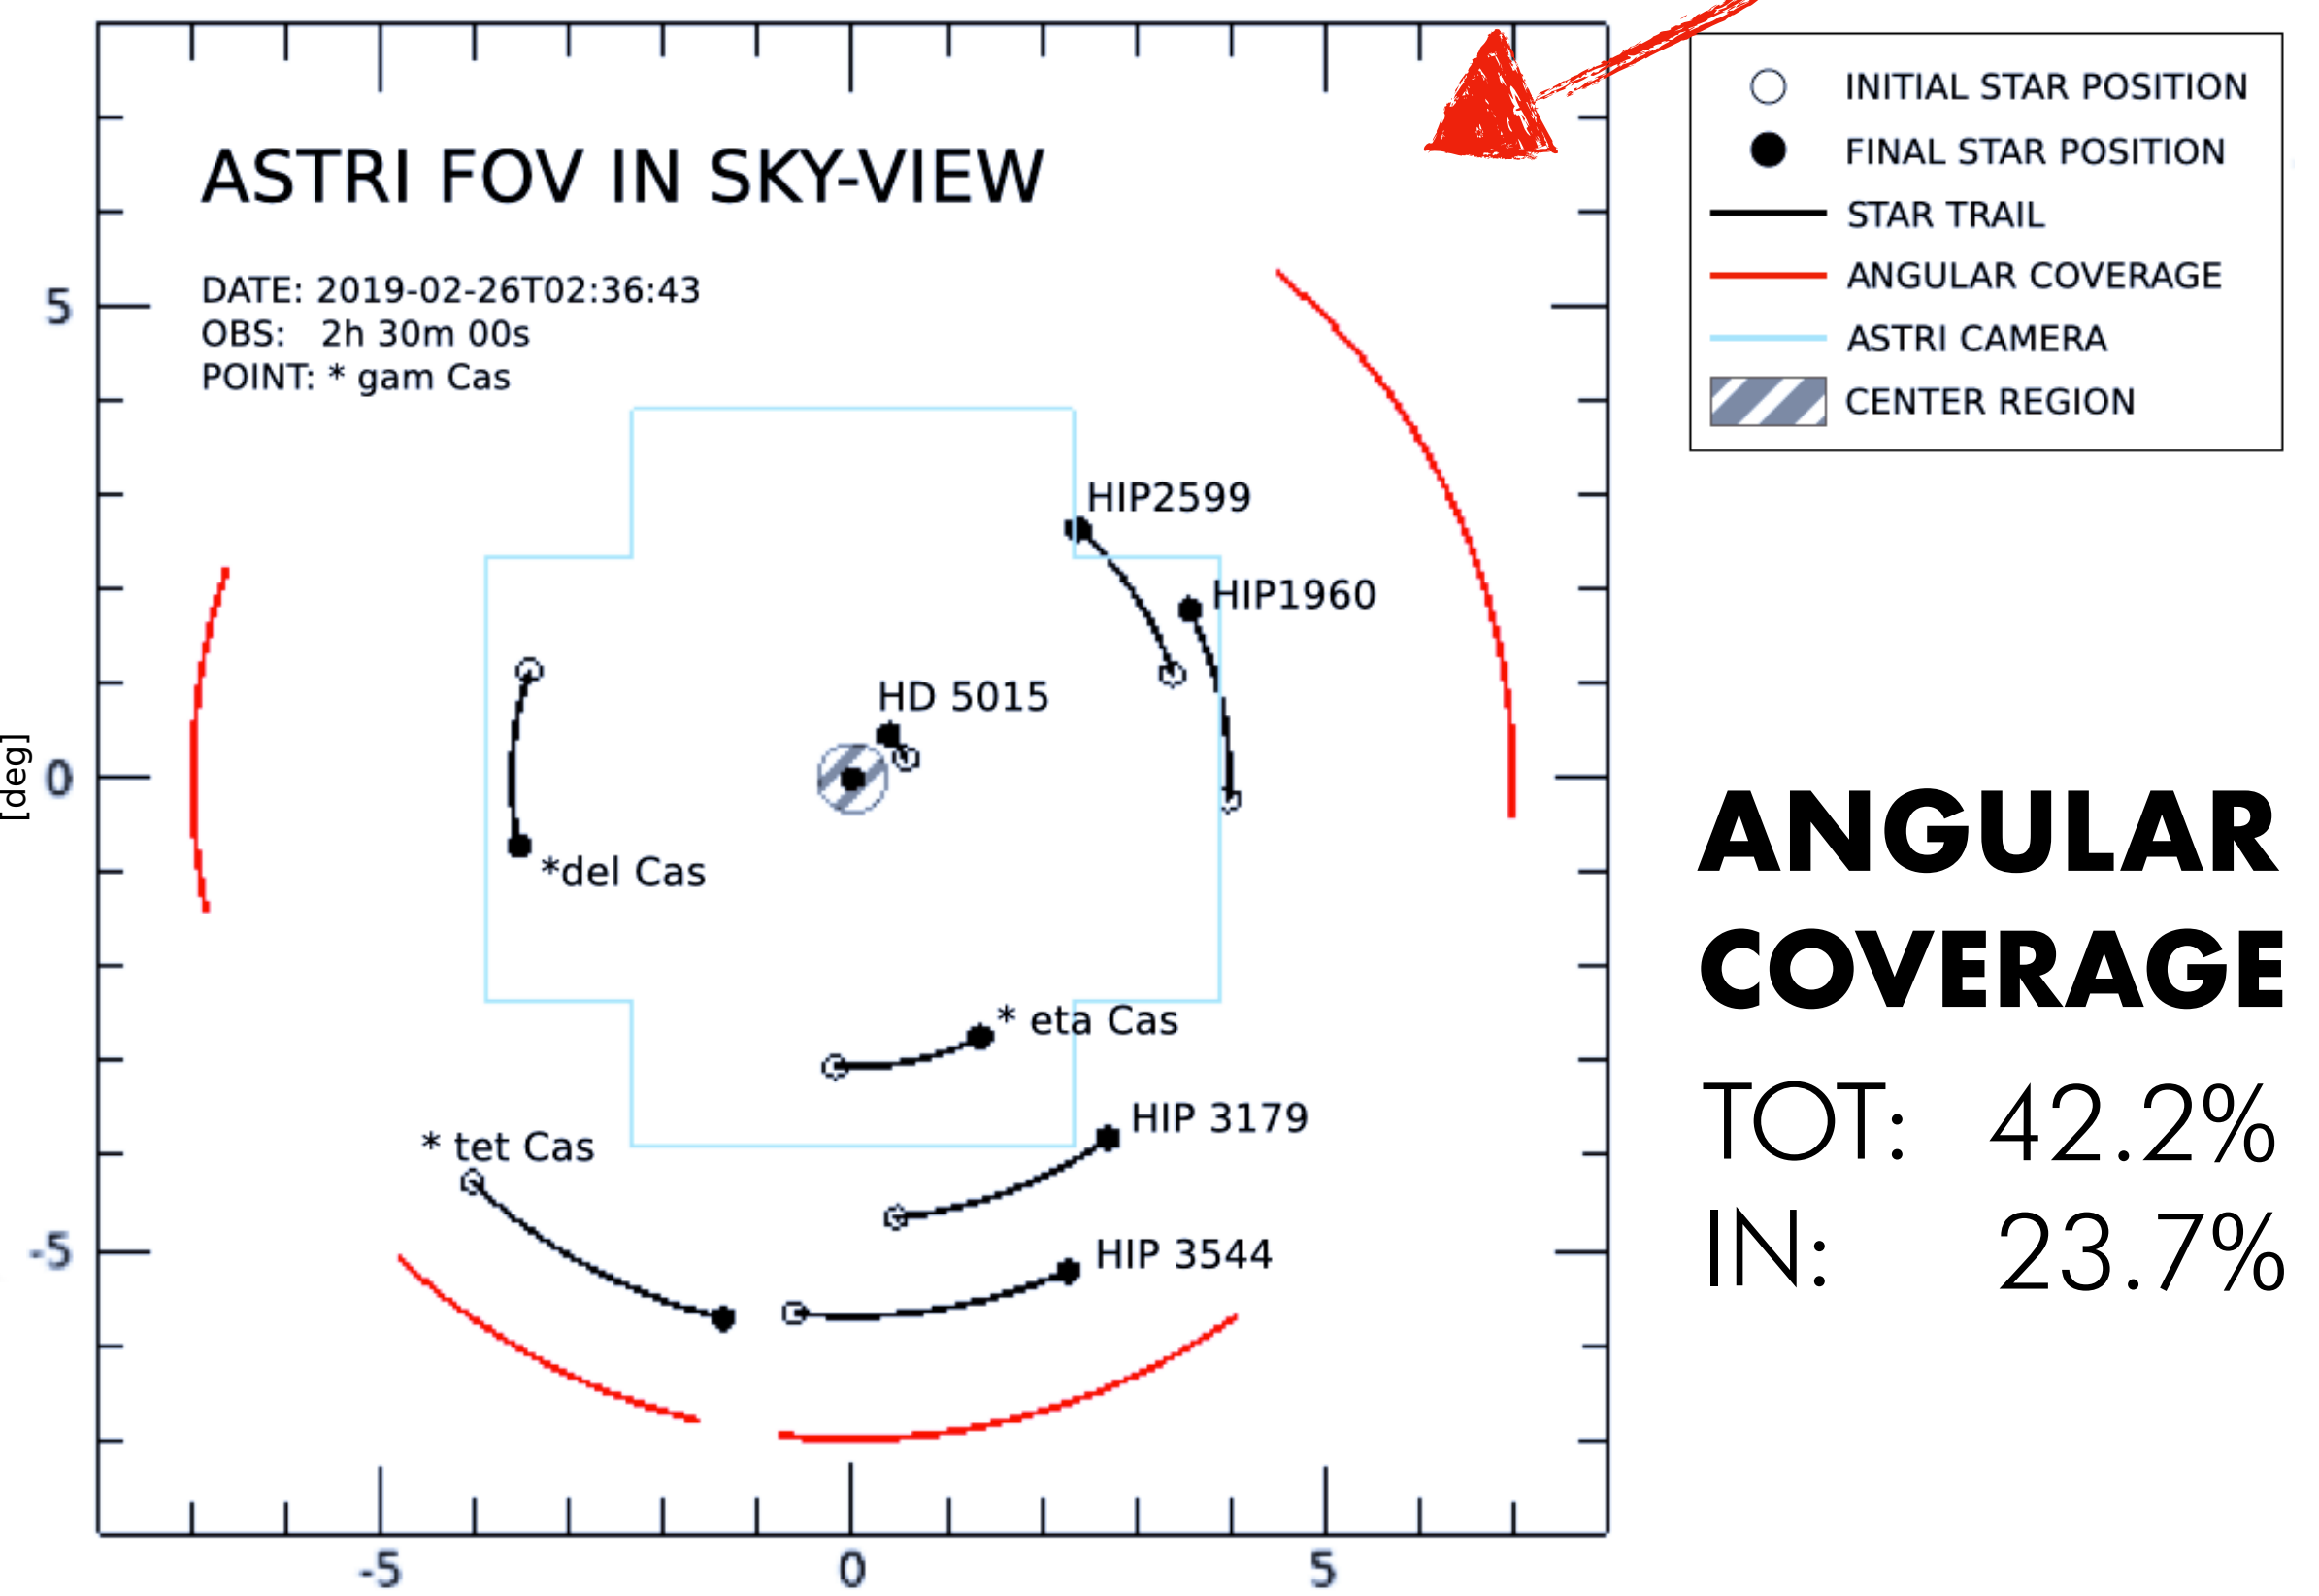 ASTRI FOV IN SKY-VIEW
DATE: 2019-02-26T02:36:43
OBS: 2h 30m 00s
POINT: * gam Cas
INITIAL STAR POSITION
FINAL STAR POSITION
STAR TRAIL
ANGULAR COVERAGE
ASTRI CAMERA
CENTER REGION
5
0
-5
[deg]
HIP2599
HIP1960
HD 5015
*del Cas
* eta Cas
HIP 3179
* tet Cas
HIP 3544
-5
0
5
ANGULAR
COVERAGE
TOT: 42.2%
IN: 23.7%